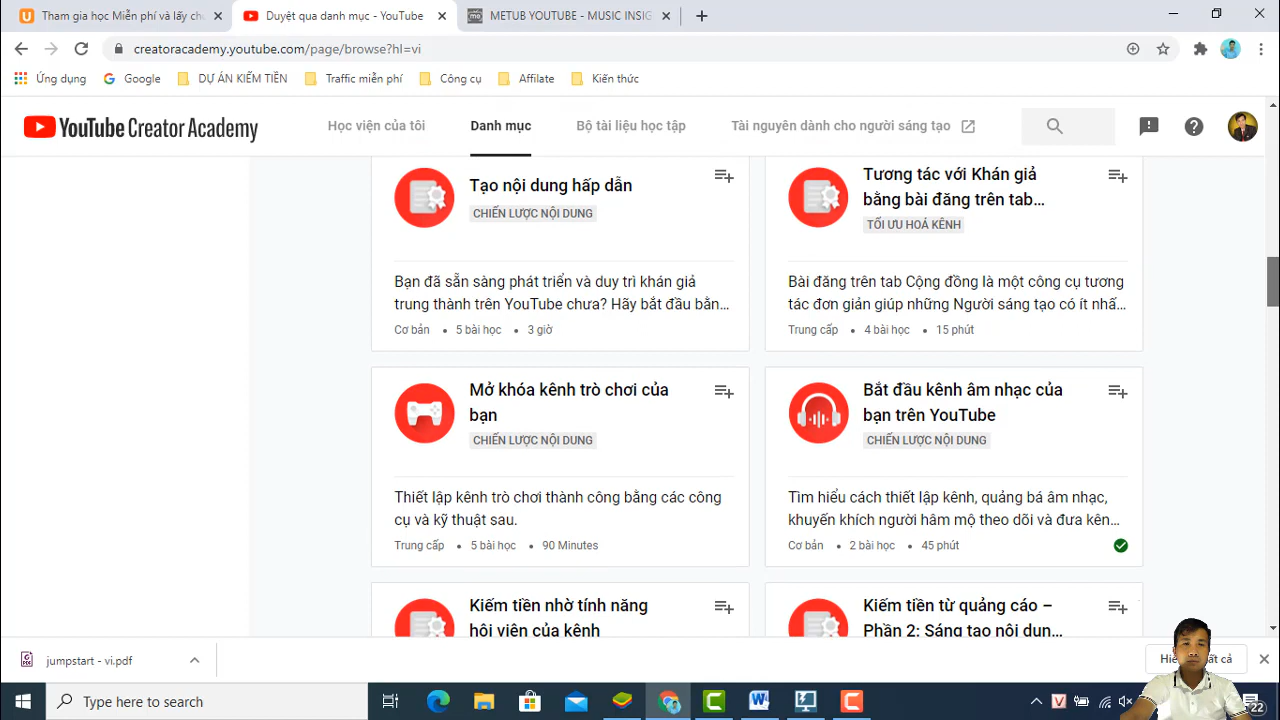 Tham gia học Miễn phí và lấy chú
Duyệt qua danh mục - YouTube
METUB YOUTUBE - MUSIC INSIG
creatoracademy.youtube.com/page/browse?hl=vi
Ứng dụng
Google
DỰ ÁN KIẾM TIỀN
Traffic miễn phí
Công cụ
Affilate
Kiến thức
YouTube Creator Academy
Học viện của tôi
Danh mục
Bộ tài liệu học tập
Tài nguyên dành cho người sáng tạo
Tạo nội dung hấp dẫn
CHIẾN LƯỢC NỘI DUNG
Bạn đã sẵn sàng phát triển và duy trì khán giả
trung thành trên YouTube chưa? Hãy bắt đầu bằn...
Cơ bản • 5 bài học • 3 giờ
Tương tác với Khán giả
bằng bài đăng trên tab...
TỐI ƯU HOÁ KÊNH
Bài đăng trên tab Cộng đồng là một công cụ tương
tác đơn giản giúp những Người sáng tạo có ít nhấ...
Trung cấp • 4 bài học • 15 phút
Mở khóa kênh trò chơi của
bạn
CHIẾN LƯỢC NỘI DUNG
Thiết lập kênh trò chơi thành công bằng các công
cụ và kỹ thuật sau.
Trung cấp • 5 bài học • 90 Minutes
Bắt đầu kênh âm nhạc của
bạn trên YouTube
CHIẾN LƯỢC NỘI DUNG
Tìm hiểu cách thiết lập kênh, quảng bá âm nhạc,
khuyến khích người hâm mộ theo dõi và đưa kên...
Cơ bản • 2 bài học • 45 phút
Kiếm tiền nhờ tính năng
hội viên của kênh
Kiếm tiền từ quảng cáo –
Phần 2: Sáng tạo nội dun...
jumpstart - vi.pdf
Type here to search
22